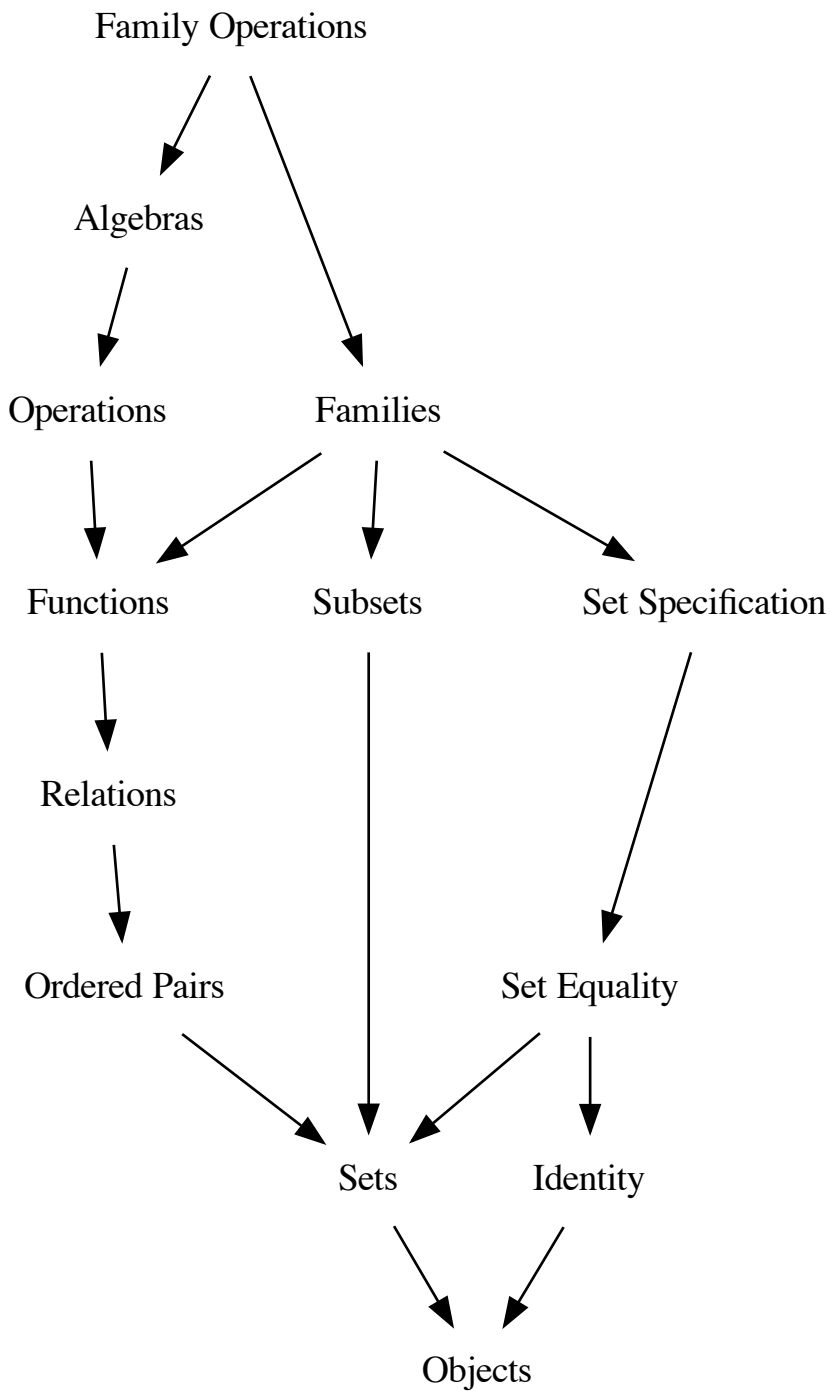 Family Operations
Algebras
Operations
Families
Functions
Subsets
Set Specification
Relations
Ordered Pairs
Set Equality
Sets
Identity
Objects